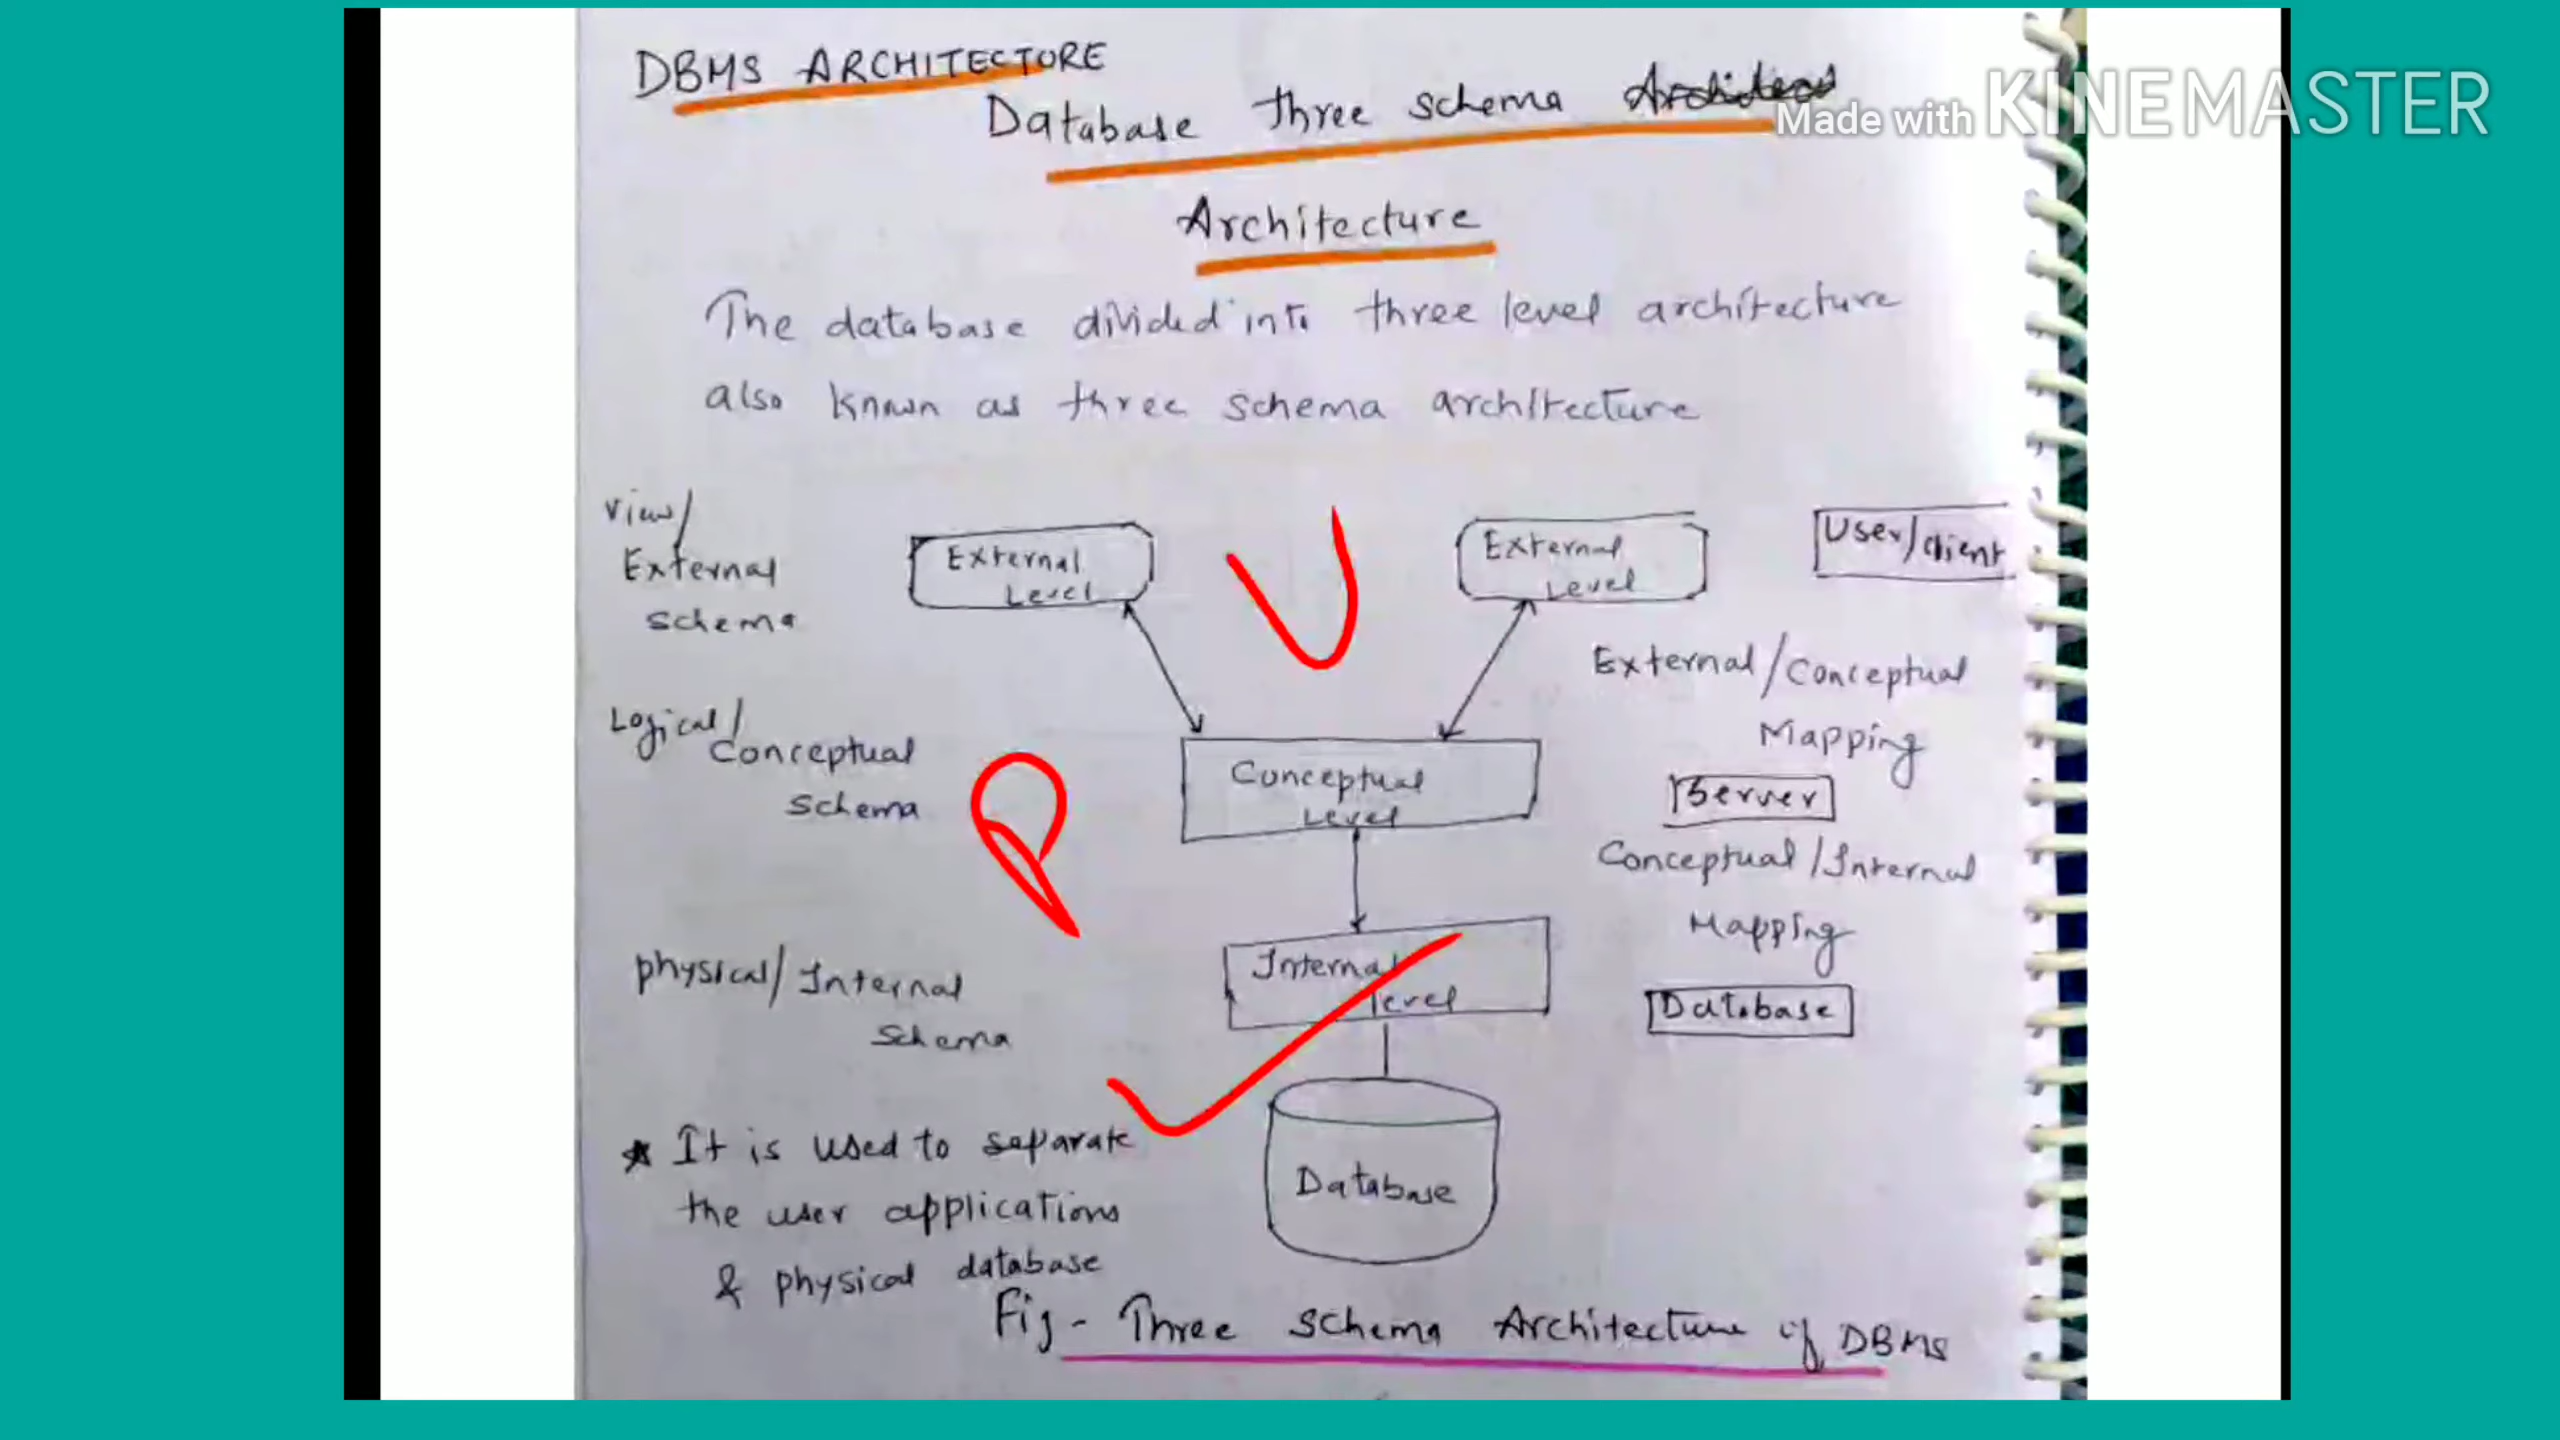 DBMS ARCHITECTURE
Database three schema
Made with KINEMASTER
Architecture
The database divided into three level architecture
also known as three schema architecture
View/
External
Schema
External
Level
External
Level
User/client
External/Conceptual
Mapping
Logical/
Conceptual
Schema
Conceptual
Level
Server
Conceptual/Internal
Mapping
Physical/Internal
Schema
Internal
level
Database
* It is used to separate
the user applications
& physical database
Database
Fig - Three Schema Architecture of DBMS